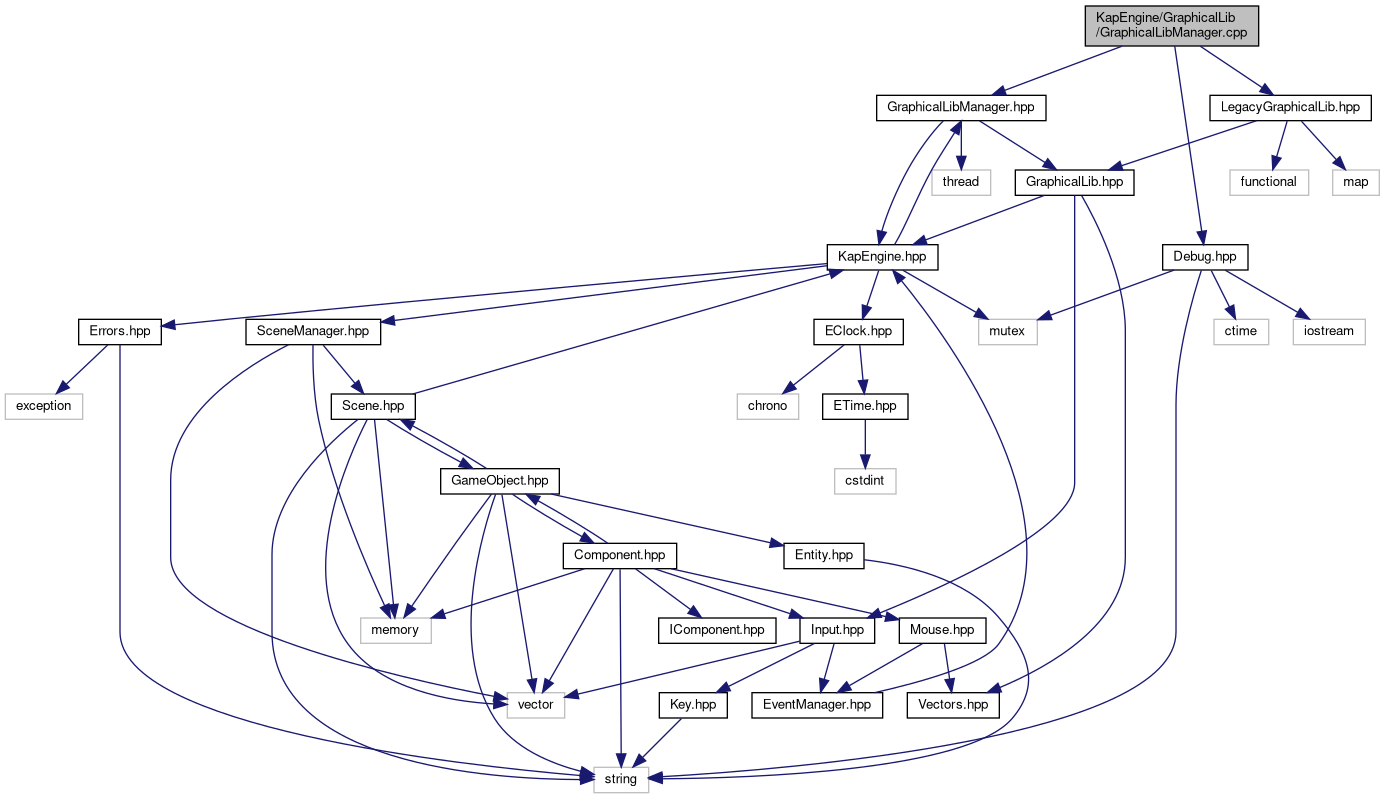 KapEngine/GraphicalLib
/GraphicalLibManager.cpp
GraphicalLibManager.hpp
LegacyGraphicalLib.hpp
thread
GraphicalLib.hpp
functional
map
KapEngine.hpp
Debug.hpp
Errors.hpp
SceneManager.hpp
EClock.hpp
mutex
ctime
iostream
exception
Scene.hpp
chrono
ETime.hpp
GameObject.hpp
cstdint
Component.hpp
Entity.hpp
memory
IComponent.hpp
Input.hpp
Mouse.hpp
vector
Key.hpp
EventManager.hpp
Vectors.hpp
string